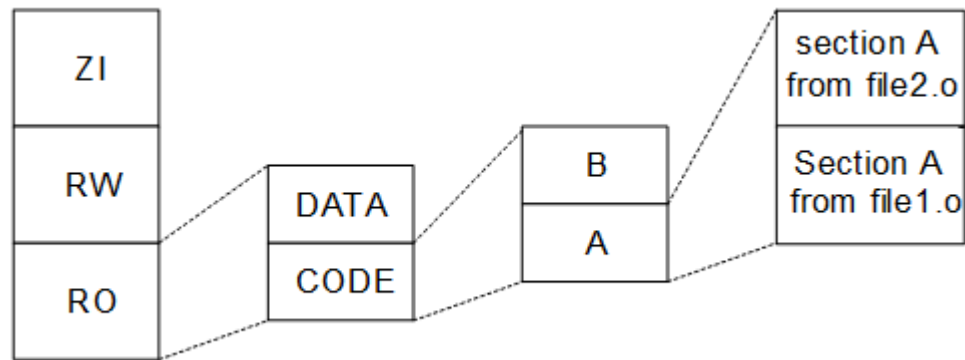 ZI
RW
RO
DATA
CODE
B
A
section A
from file2.o
Section A
from file1.o